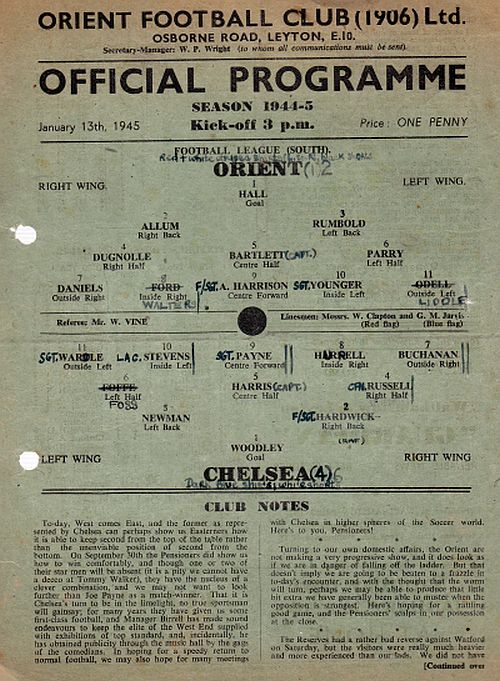 ORIENT FOOTBALL CLUB (1906) Ltd.
OSBORNE ROAD, LEYTON, E.10.
Secretary-Manager: W. P. Wright (to whom all communications must be sent).
OFFICIAL PROGRAMME
SEASON 1944-5
January 13th, 1945 Kick-off 3 p.m. Price: ONE PENNY
FOOTBALL LEAGUE (SOUTH).
ORIENT
RIGHT WING. LEFT WING.
1
HALL
Goal
2 3
ALLUM RUMBOLD
Right Back Left Back
4 5 6
DUGNOLLE BARTLETT (CAPT.) PARRY
Right Half Centre Half Left Half
7 8 9 10 11
DANIELS FORD F/SGT. A. HARRISON SGT. YOUNGER ODELL
Outside Right Inside Right Centre Forward Inside Left Outside Left
WALTERS LIDDLE
Referee: Mr. W. VINE Linesmen: Messrs. W. Clapton and G. M. Jarvis
(Red flag) (Blue flag)
11 10 9 8 7
SGT. WARDLE L.A.C. STEVENS SGT. PAYNE BUCHANAN
Outside Left Inside Left Centre Forward Inside Right Outside Right
6 5 4
FOFFE HARRIS (CAPT.) RUSSELL
Left Half Centre Half Right Half
FOSS
3 2
NEWMAN F/SGT. HARDWICK
Left Back Right Back
(RAF)
1
WOODLEY
Goal
LEFT WING RIGHT WING
CHELSEA (4)
Dark blue shirts, white shorts
CLUB NOTES
To-day, West comes East, and the former as repre-
sented by Chelsea can perhaps show us Easterners how
it is able to keep second from the top of the table rather
than the unenviable position of second from the
bottom. On September 30th the Pensioners did show us
how to win comfortably, and though one or two of
their star men will be absent (it is a pity we cannot have
a decco at Tommy Walker), they have the nucleus of a
clever combination, and we may not want to look
further than Joe Payne as a match-winner. That it is
Chelsea's turn to be in the limelight, no true sportsman
will gainsay; for many years they have given us some
first-class football, and Manager Birrell has made sound
endeavours to keep the elite of the West End supplied
with exhibitions of top standard, and, incidentally, he
has obtained publicity through the music hall by the gags
of the comedians. In hoping for a speedy return to
normal football, we may also hope for many meetings
with Chelsea in higher spheres of the Soccer world.
Here's to you, Pensioners!
* * * *
Turning to our own domestic affairs, the Orient are
not making a very progressive show, and it does look as
if we are in danger of falling off the ladder. But that
doesn't imply we are going to be beaten to a frazzle in
to-day's encounter, and with the thought that the worm
will turn, perhaps we may be able to produce that little
bit extra we have generally been able to muster when the
opposition is strongest. Here's hoping for a rattling
good game, and the Pensioners' scalps in our possession
at the close.
* * * *
The Reserves had a rather bad reverse against Watford
on Saturday, but the visitors were really much heavier
and more experienced than our lads. We did not have
[Continued over